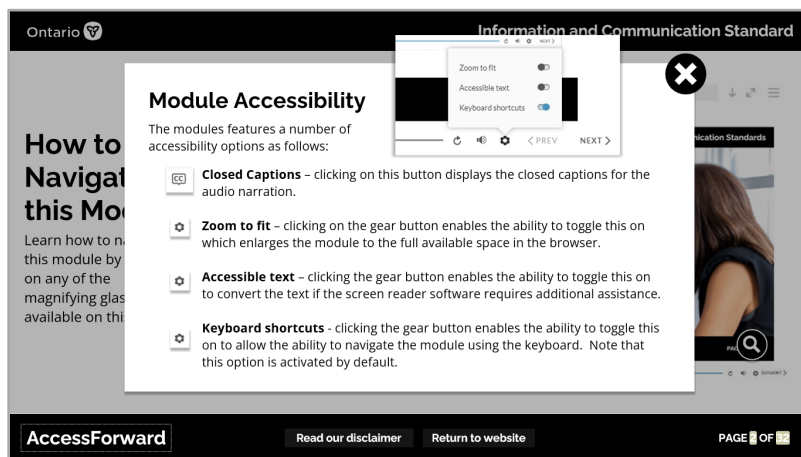 Ontario
Information and Communication Standard
NEXT >
Zoom to fit
Accessible text
Keyboard shortcuts
< PREV
NEXT >
Module Accessibility
The modules features a number of
accessibility options as follows:
CC
Closed Captions – clicking on this button displays the closed captions for the
audio narration.
Zoom to fit – clicking on the gear button enables the ability to toggle this on
which enlarges the module to the full available space in the browser.
Accessible text – clicking the gear button enables the ability to toggle this on
to convert the text if the screen reader software requires additional assistance.
Keyboard shortcuts - clicking the gear button enables the ability to toggle this
on to allow the ability to navigate the module using the keyboard. Note that
this option is activated by default.
How to
Navigat
this Mo
Learn how to na
this module by
on any of the
magnifying glas
available on thi
nication Standards
PAG
SUIVANT >
AccessForward
Read our disclaimer
Return to website
PAGE 2 OF 32